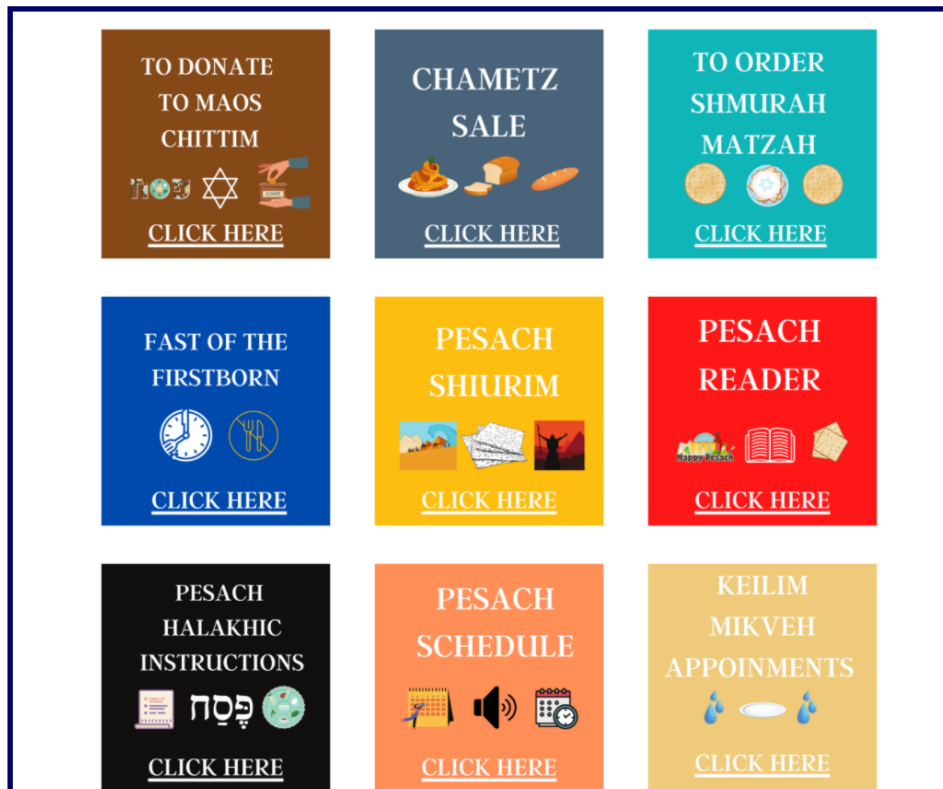 TO DONATE
TO MAOS
CHITTIM
פסח
DONATE
CLICK HERE
CHAMETZ
SALE
CLICK HERE
TO ORDER
SHMURAH
MATZAH
CLICK HERE
FAST OF THE
FIRSTBORN
CLICK HERE
PESACH
SHIURIM
CLICK HERE
PESACH
READER
Happy Pesach
CLICK HERE
PESACH
HALAKHIC
INSTRUCTIONS
פֶּסַח
CLICK HERE
PESACH
SCHEDULE
CLICK HERE
KEILIM
MIKVEH
APPOINMENTS
CLICK HERE